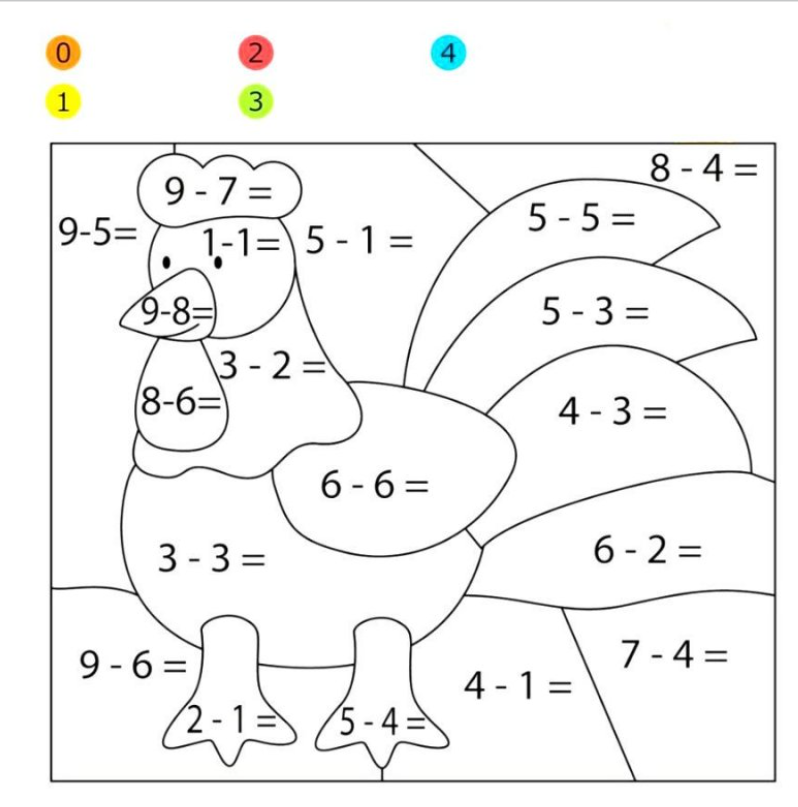 0 2 4
1 3
8 - 4 =
9 - 7 =
5 - 5 =
9-5=
1-1=
5 - 1 =
9-8=
5 - 3 =
3 - 2 =
8-6=
4 - 3 =
6 - 6 =
3 - 3 =
6 - 2 =
9 - 6 =
7 - 4 =
4 - 1 =
2 - 1 =
5 - 4 =